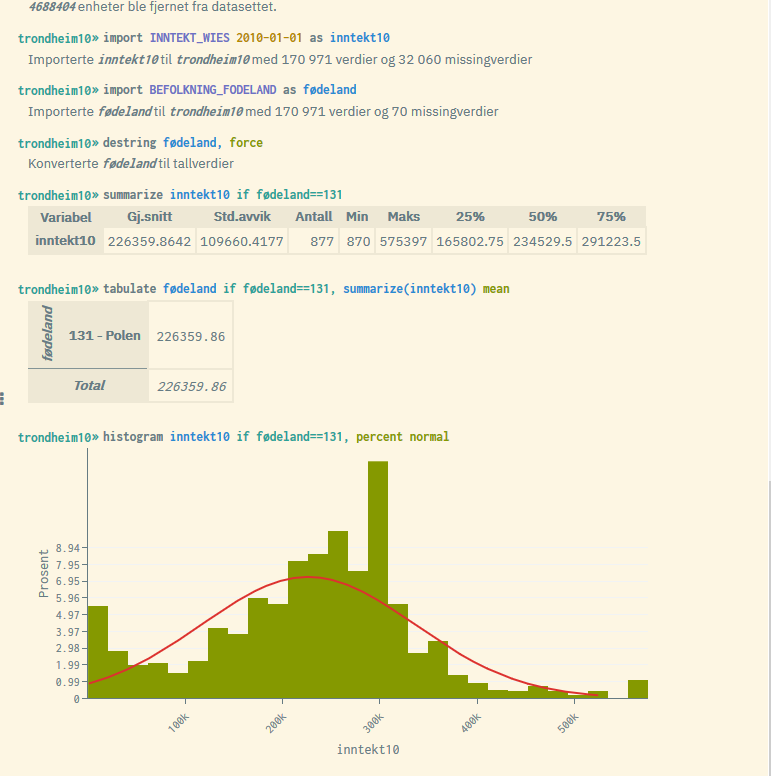 4688404 enheter ble fjernet fra datasettet.
trondheim10» import INNTEKT_WIES 2010-01-01 as inntekt10
Importerte inntekt10 til trondheim10 med 170 971 verdier og 32 060 missingverdier
trondheim10» import BEFOLKNING_FODELAND as fødeland
Importerte fødeland til trondheim10 med 170 971 verdier og 70 missingverdier
trondheim10» destring fødeland, force
Konverterte fødeland til tallverdier
trondheim10» summarize inntekt10 if fødeland==131
Variabel Gj.snitt Std.avvik Antall Min Maks 25% 50% 75%
inntekt10 226359.8642 109660.4177 877 870 575397 165802.75 234529.5 291223.5
trondheim10» tabulate fødeland if fødeland==131, summarize(inntekt10) mean
fødeland 131 - Polen 226359.86
Total 226359.86
trondheim10» histogram inntekt10 if fødeland==131, percent normal
Prosent
8.94
7.95
6.95
5.96
4.97
3.97
2.98
1.99
0.99
0
100k 200k 300k 400k 500k
inntekt10